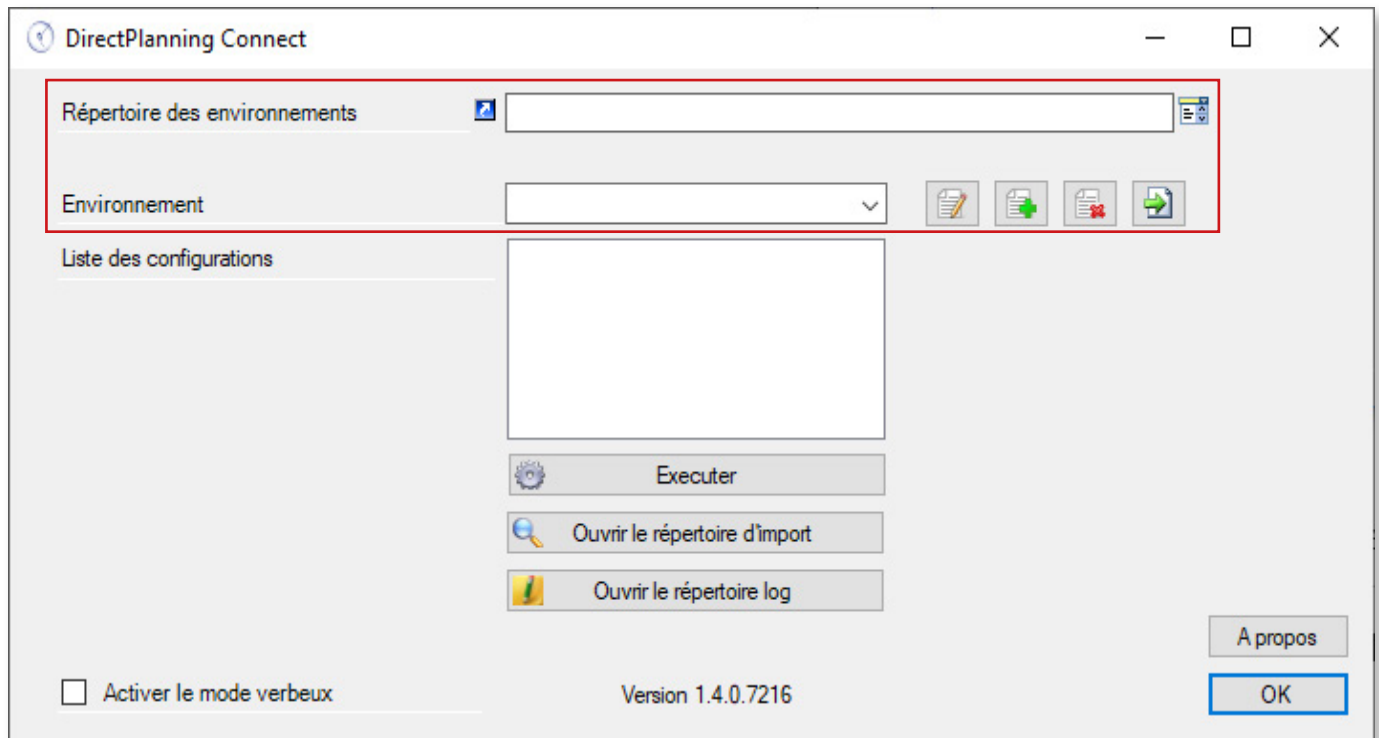 DirectPlanning Connect
Répertoire des environnements
Environnement
Liste des configurations
Executer
Ouvrir le répertoire d'import
Ouvrir le répertoire log
A propos
Activer le mode verbeux
Version 1.4.0.7216
OK